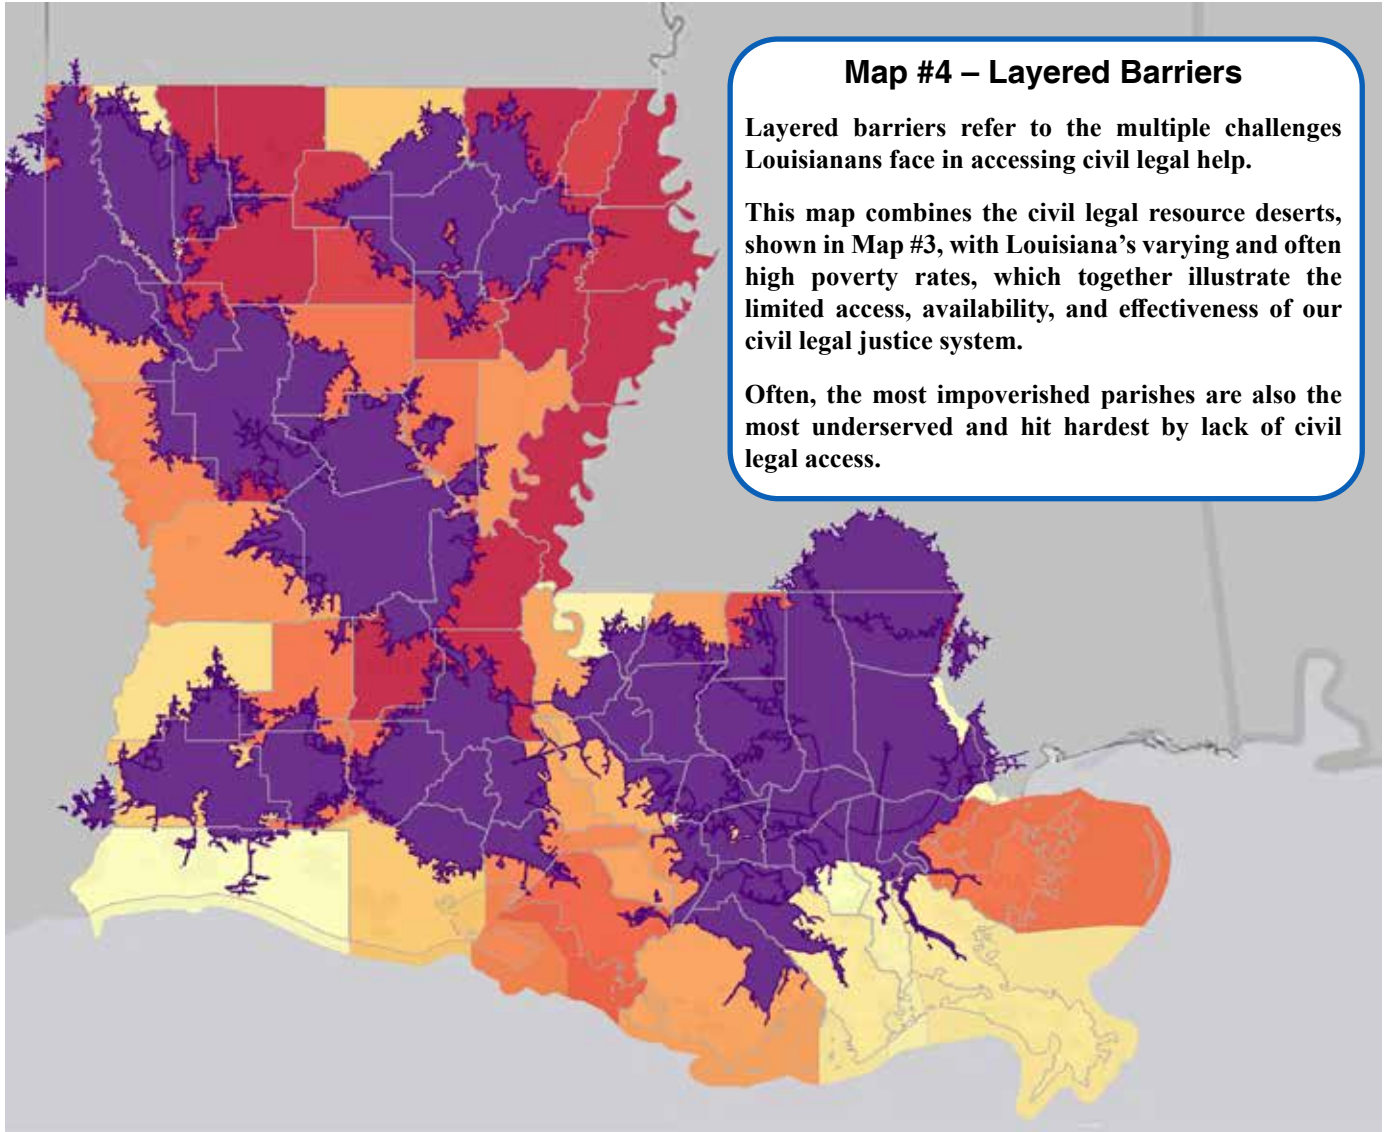 Map #4 – Layered Barriers
Layered barriers refer to the multiple challenges
Louisianans face in accessing civil legal help.
This map combines the civil legal resource deserts,
shown in Map #3, with Louisiana’s varying and often
high poverty rates, which together illustrate the
limited access, availability, and effectiveness of our
civil legal justice system.
Often, the most impoverished parishes are also the
most underserved and hit hardest by lack of civil
legal access.